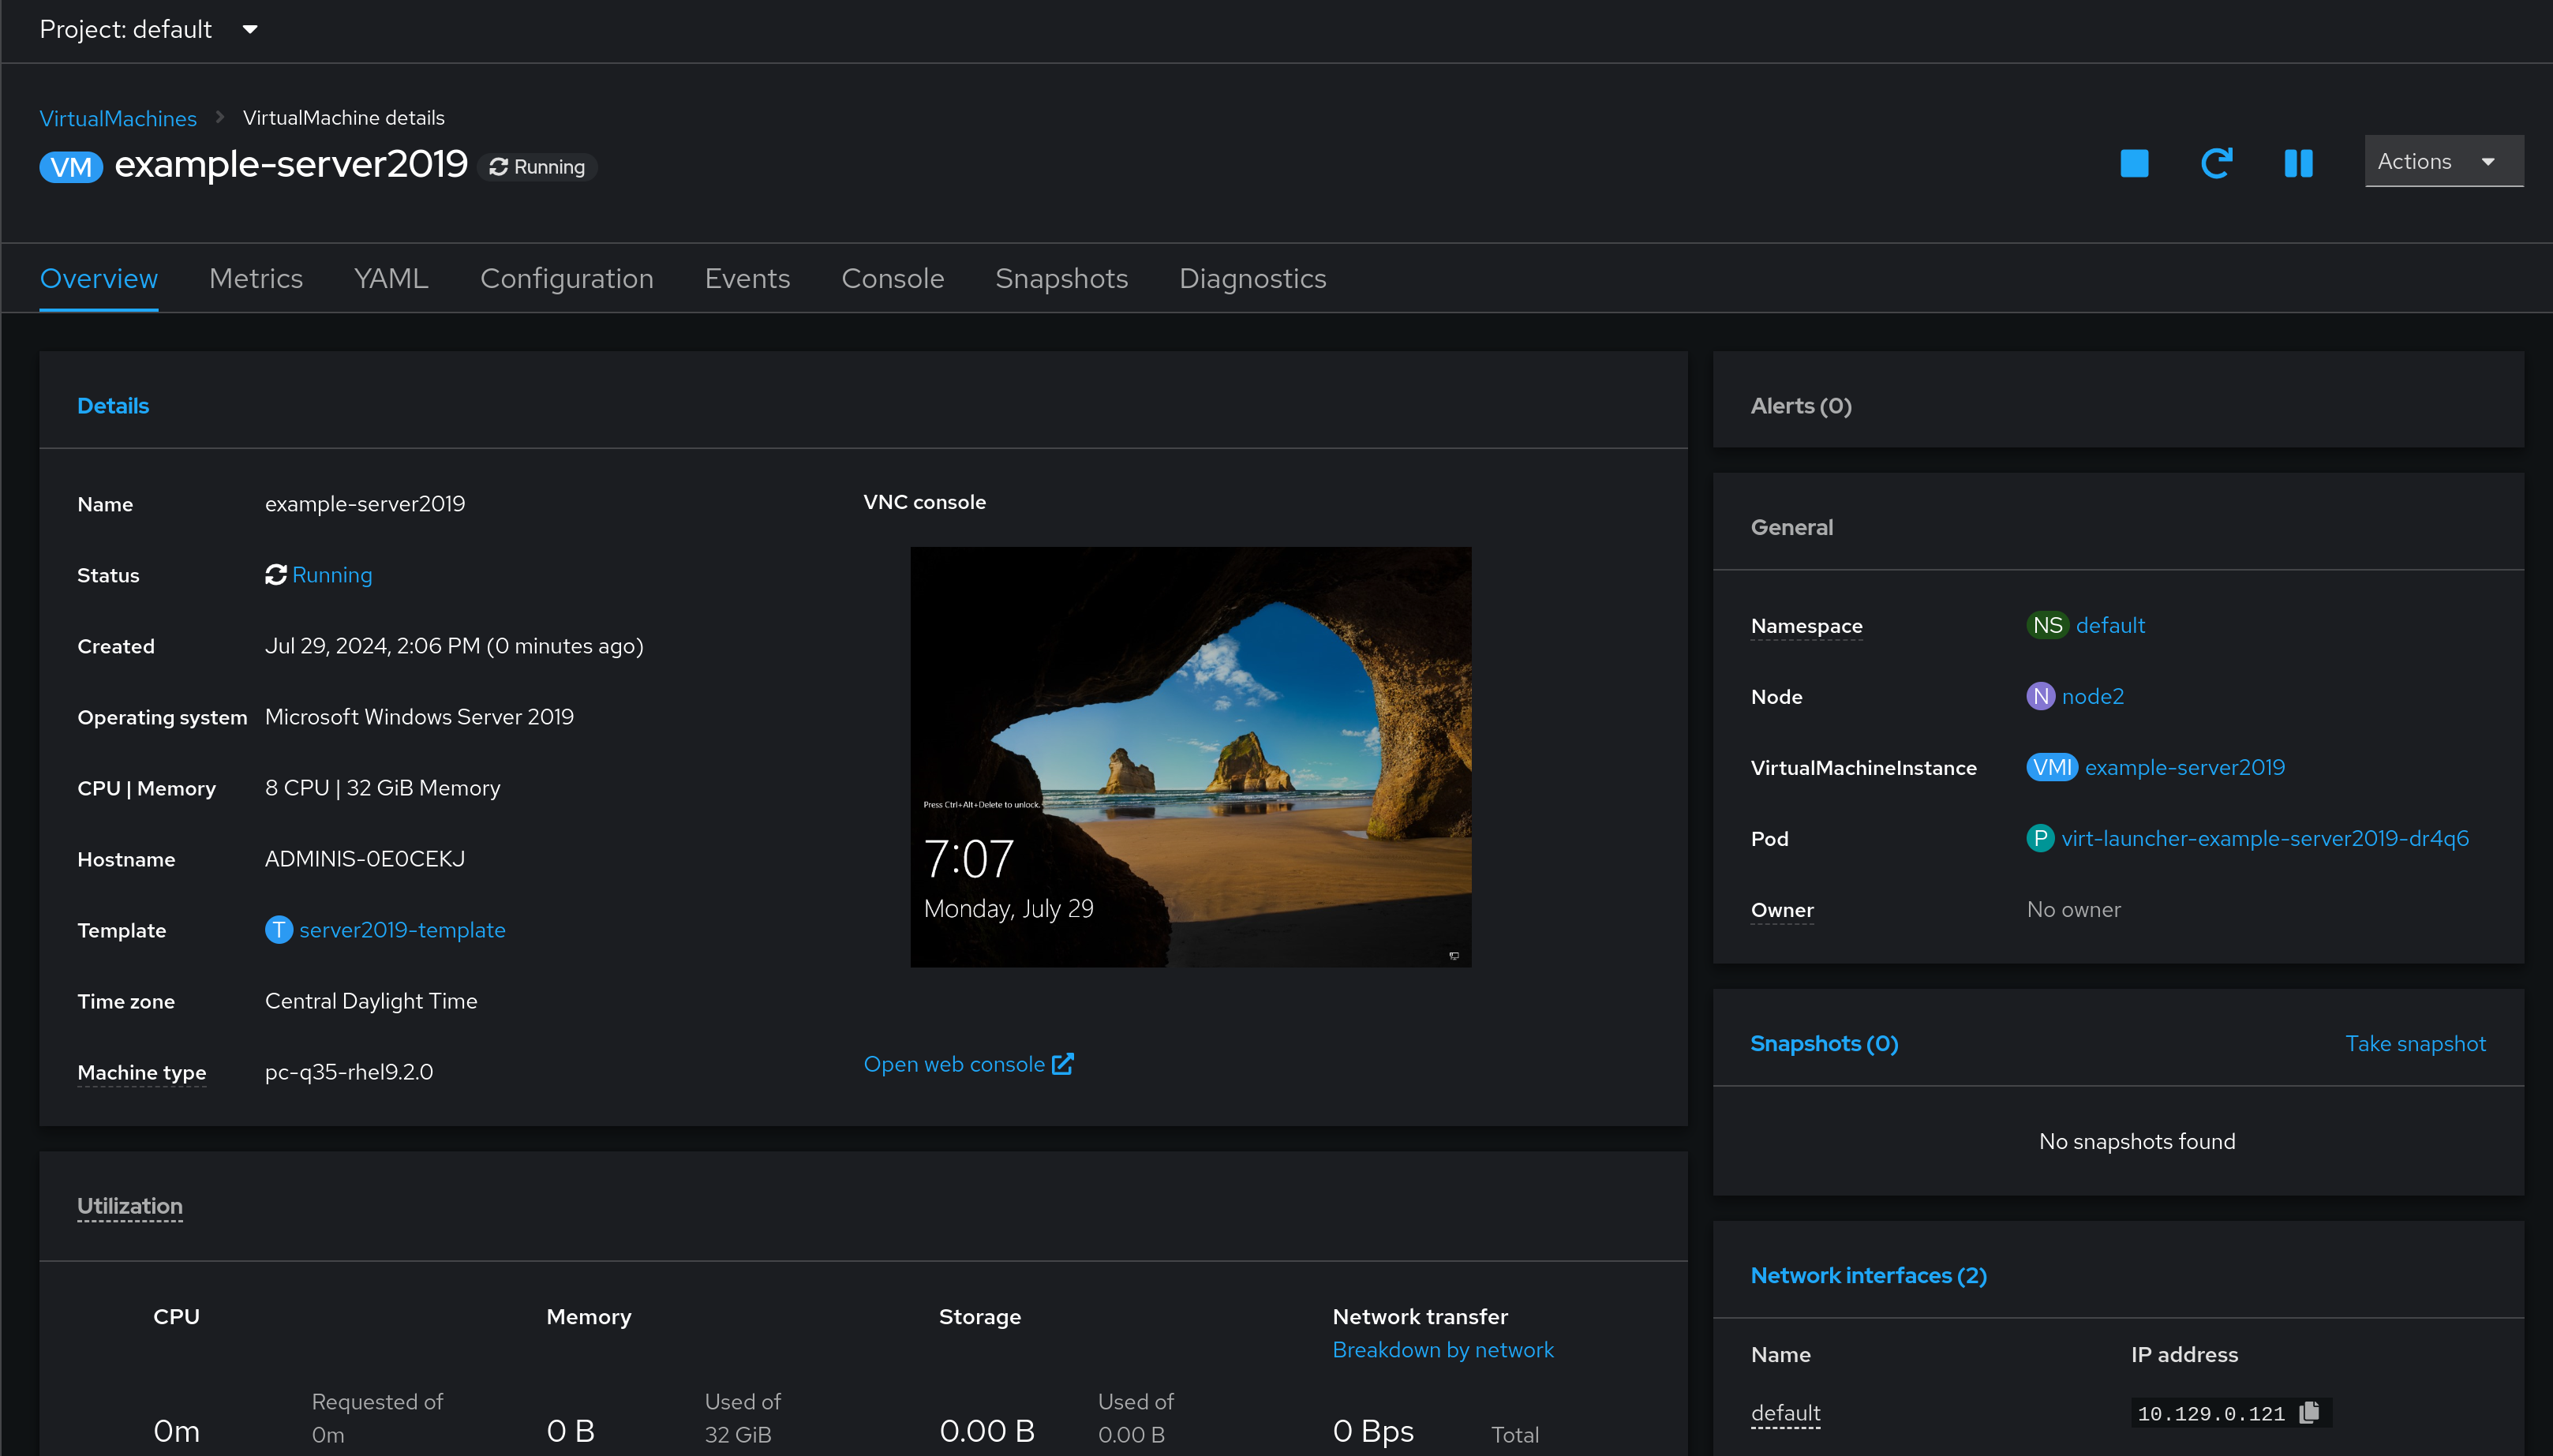 Project: default
VirtualMachines > VirtualMachine details
VM example-server2019 Running
Actions
Overview Metrics YAML Configuration Events Console Snapshots Diagnostics
Details
Name example-server2019
Status Running
Created Jul 29, 2024, 2:06 PM (0 minutes ago)
Operating system Microsoft Windows Server 2019
CPU | Memory 8 CPU | 32 GiB Memory
Hostname ADMINIS-0E0CEKJ
Template T server2019-template
Time zone Central Daylight Time
Machine type pc-q35-rhel9.2.0
VNC console
Press Ctrl+Alt+Delete to unlock.
7:07
Monday, July 29
Open web console
Utilization
CPU
0m
Requested of
0m
Memory
0 B
Used of
32 GiB
Storage
0.00 B
Used of
0.00 B
Network transfer
Breakdown by network
0 Bps
Total
Alerts (0)
General
Namespace NS default
Node N node2
VirtualMachineInstance VMI example-server2019
Pod P virt-launcher-example-server2019-dr4q6
Owner No owner
Snapshots (0) Take snapshot
No snapshots found
Network interfaces (2)
Name IP address
default 10.129.0.121